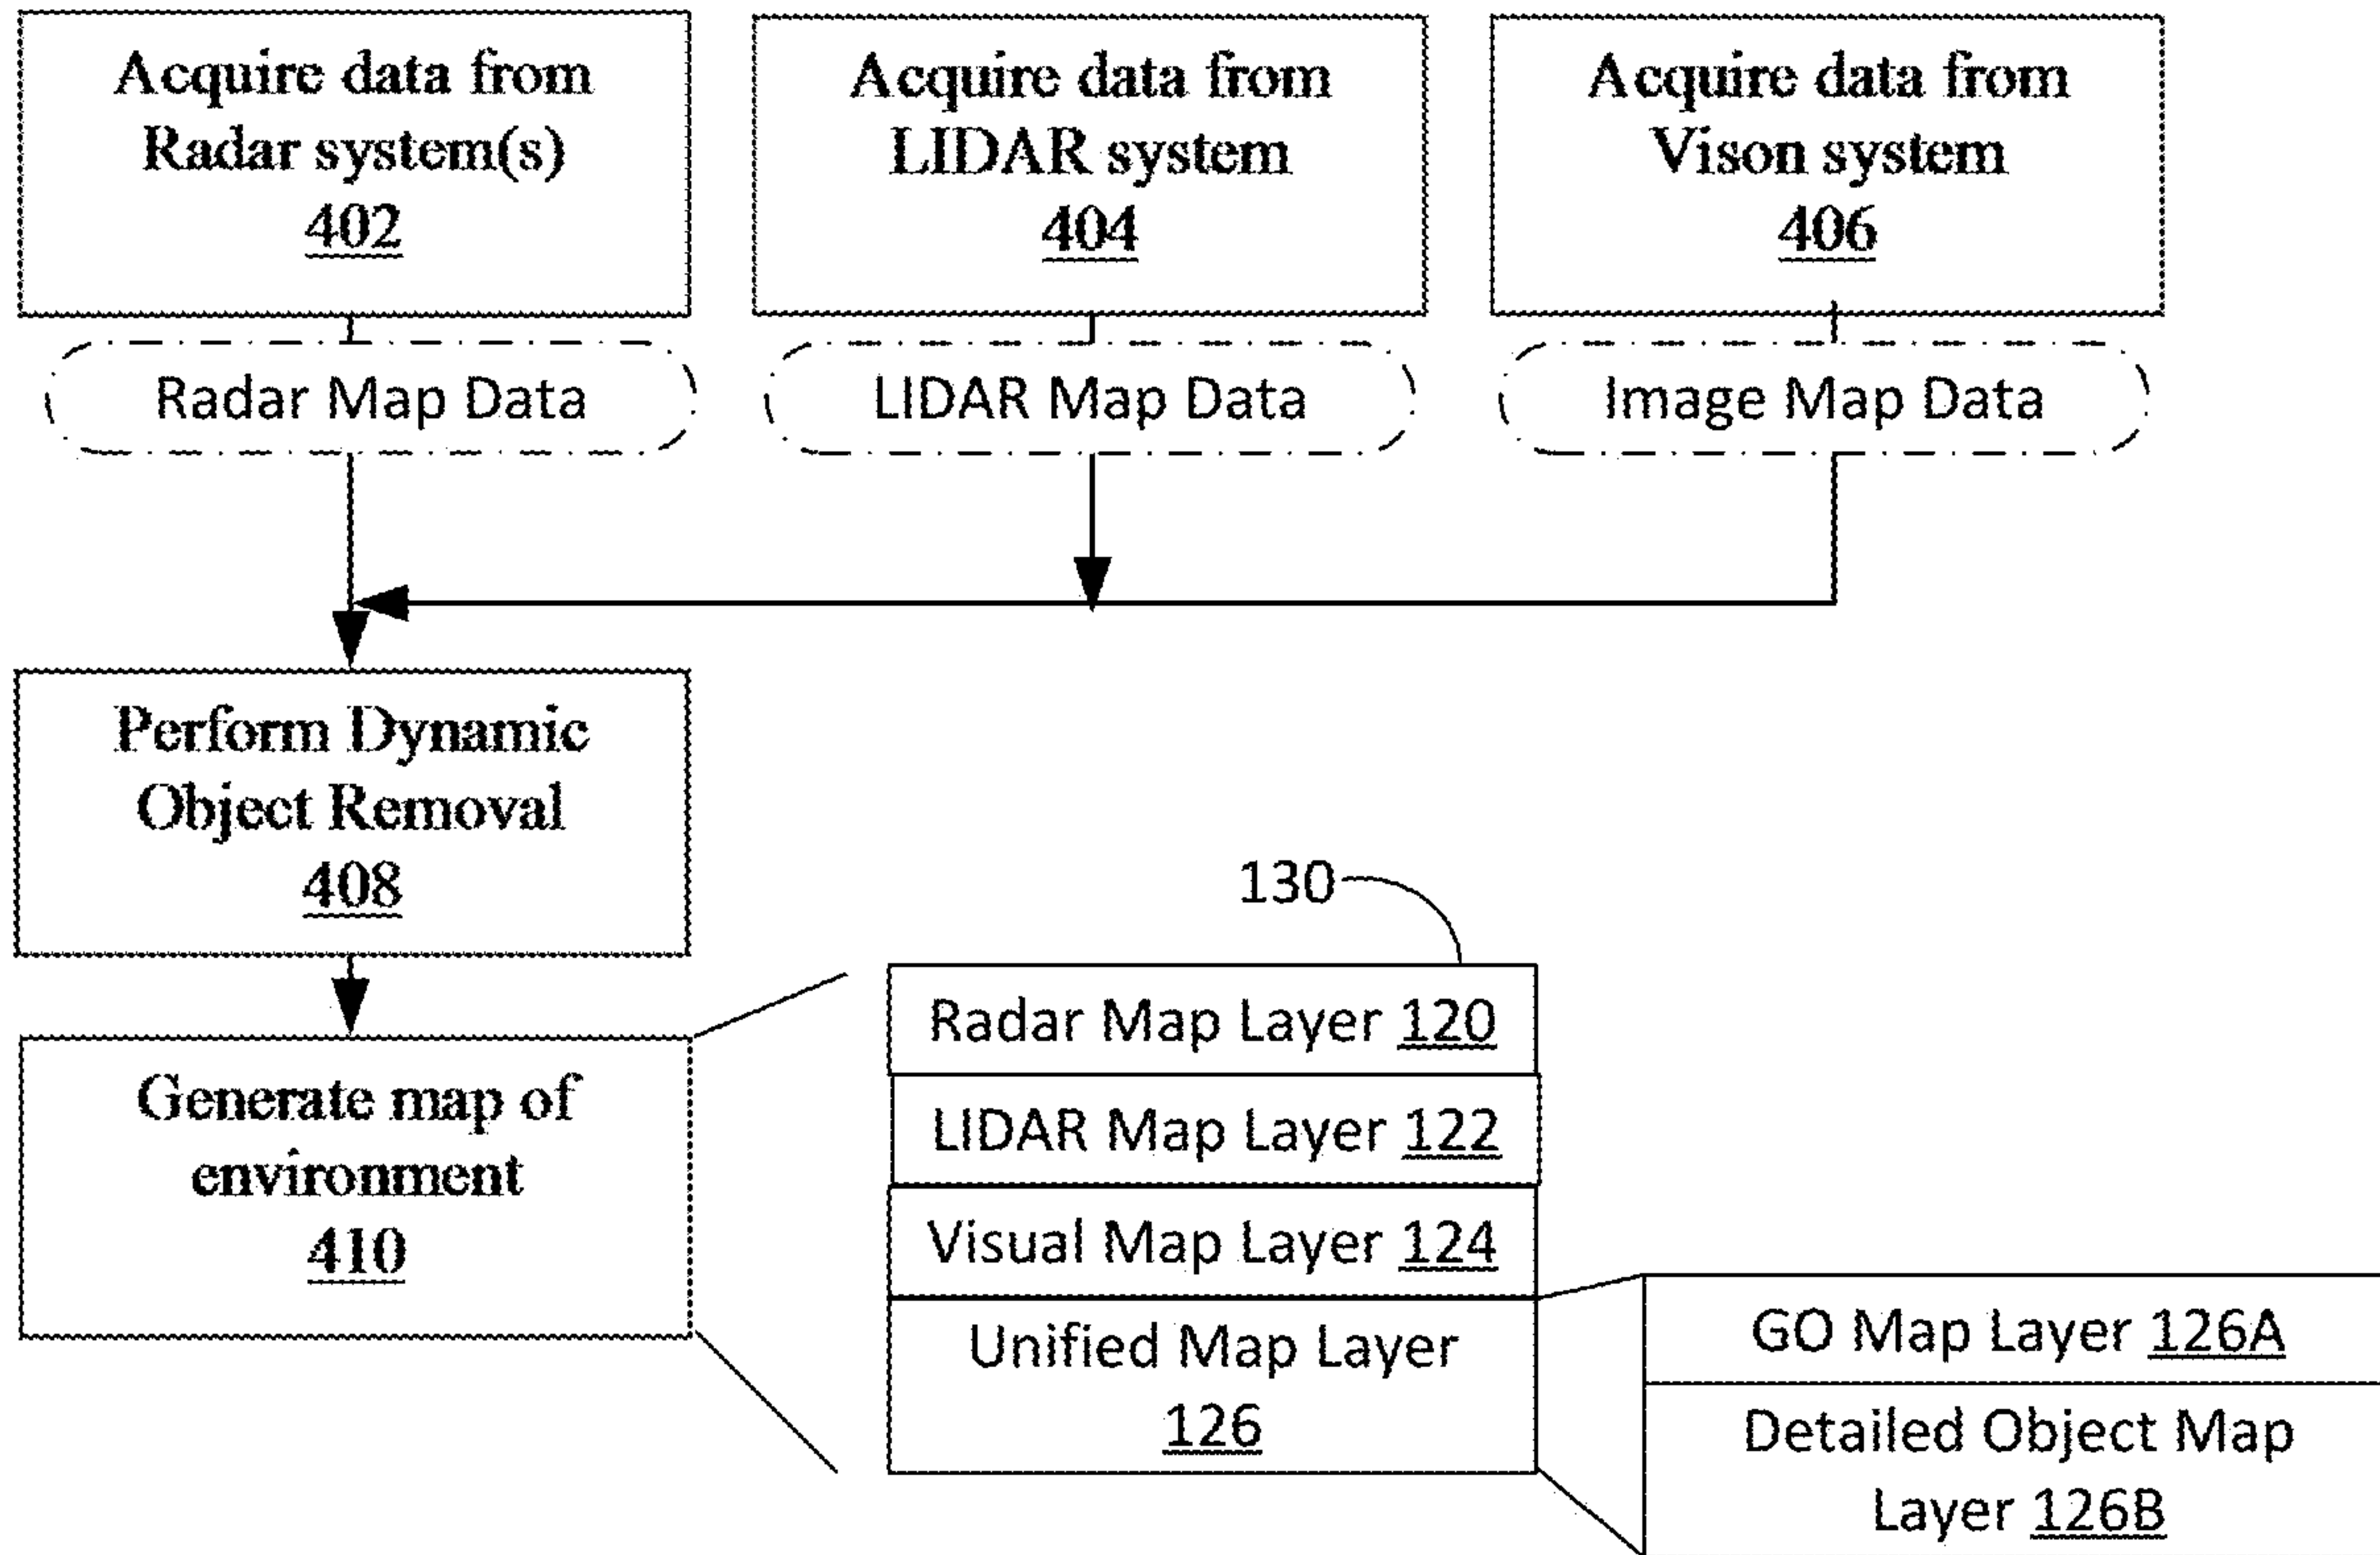 Acquire data from
Radar system(s)
402
Acquire data from
LIDAR system
404
Acquire data from
Vison system
406
Radar Map Data
LIDAR Map Data
Image Map Data
Perform Dynamic
Object Removal
408
Generate map of
environment
410
130
Radar Map Layer 120
LIDAR Map Layer 122
Visual Map Layer 124
Unified Map Layer
126
GO Map Layer 126A
Detailed Object Map
Layer 126B